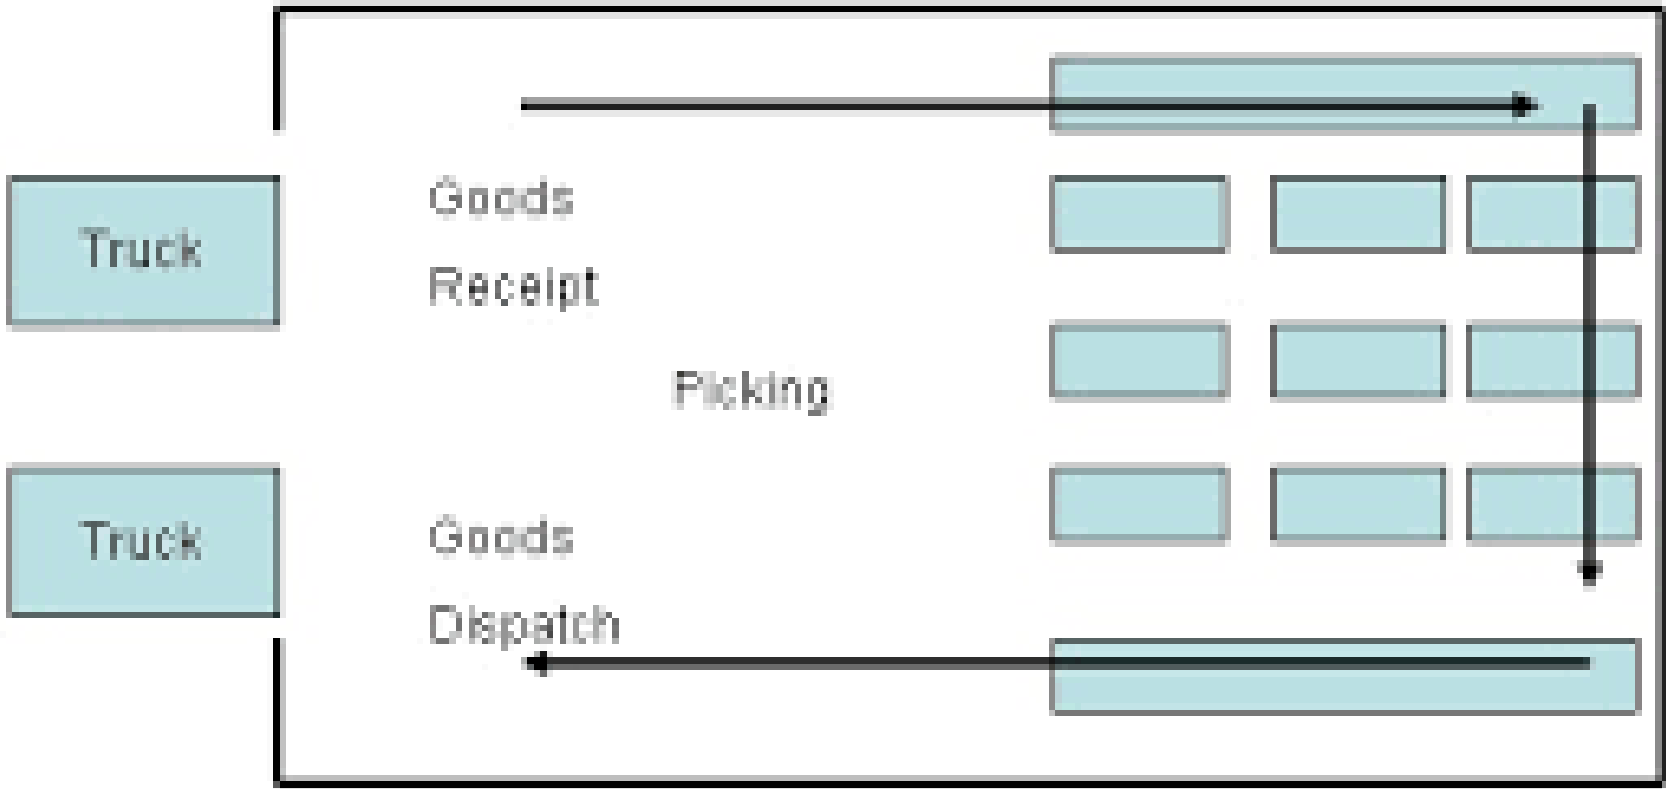 Goods
Truck
Receipt
Picking
Goods
Truck
Dispatch